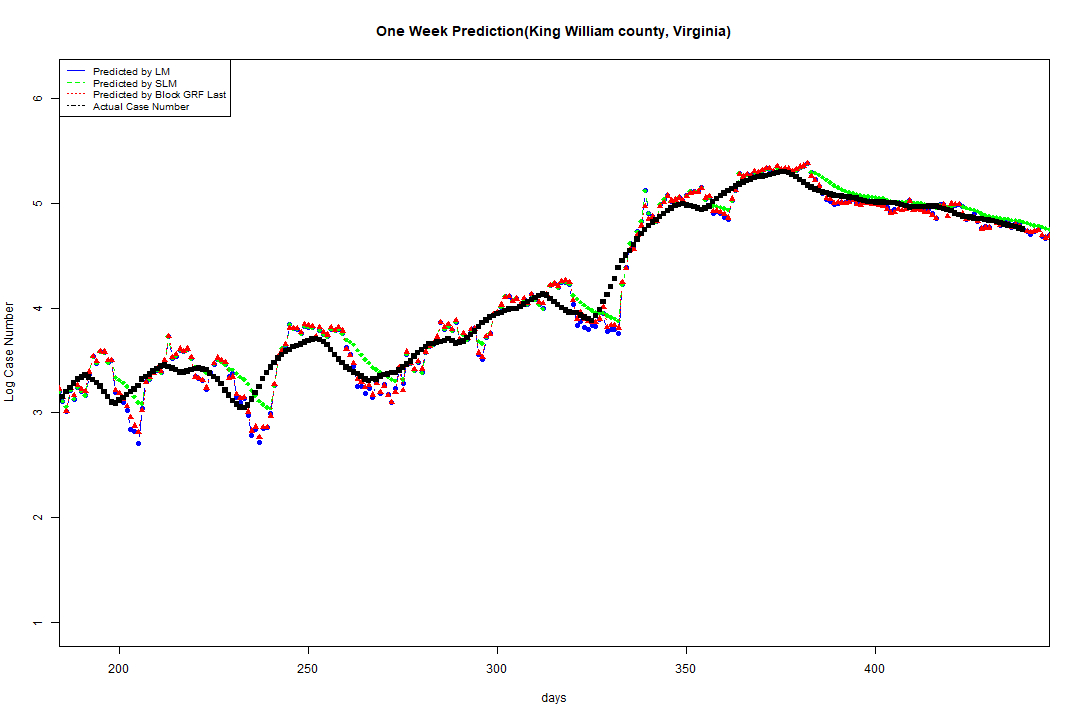 One Week Prediction(King William county, Virginia)
Predicted by LM
Predicted by SLM
Predicted by Block GRF Last
Actual Case Number
6
5
4
3
2
1
Log Case Number
200 250 300 350 400
days